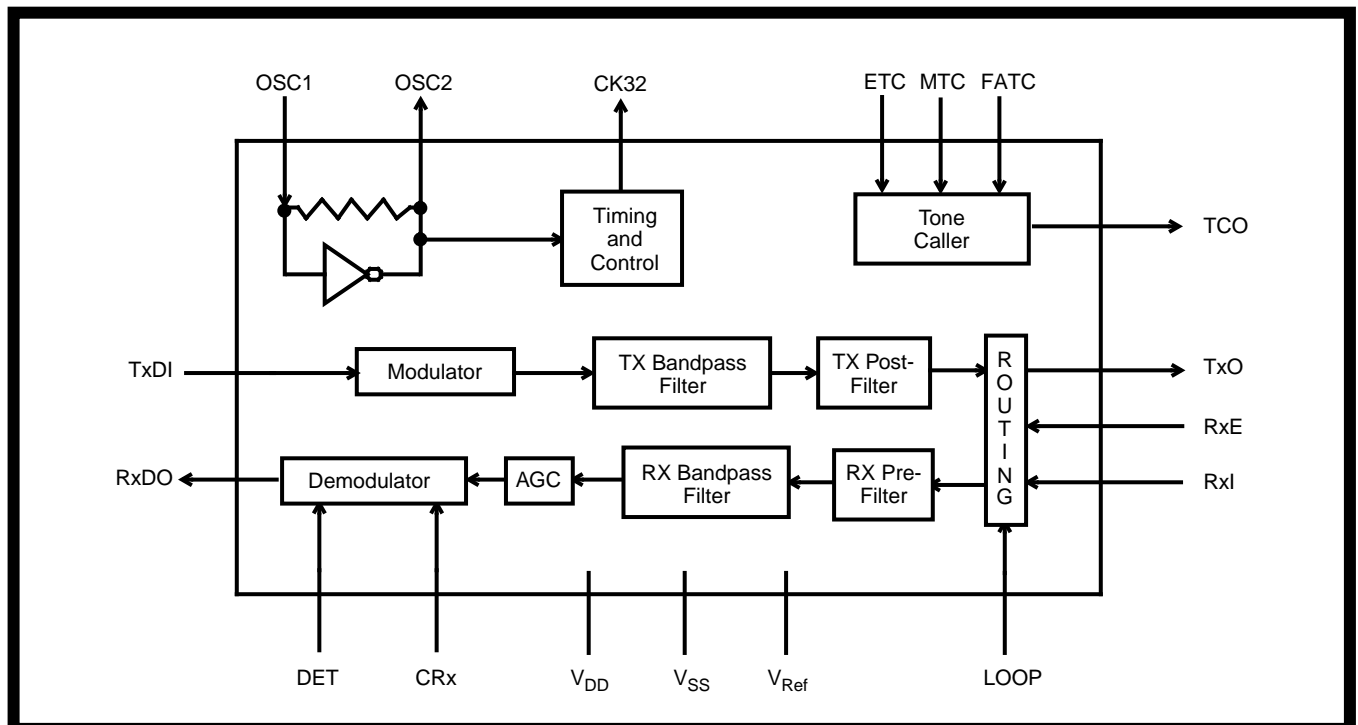 OSC1 OSC2 CK32 ETC MTC FATC
Timing
and
Control
Tone
Caller
TCO
TxDI
Modulator
TX Bandpass
Filter
TX Post-
Filter
ROUTING
TxO
RxE
RxDO
Demodulator
AGC
RX Bandpass
Filter
RX Pre-
Filter
RxI
DET CRx VDD VSS VRef LOOP